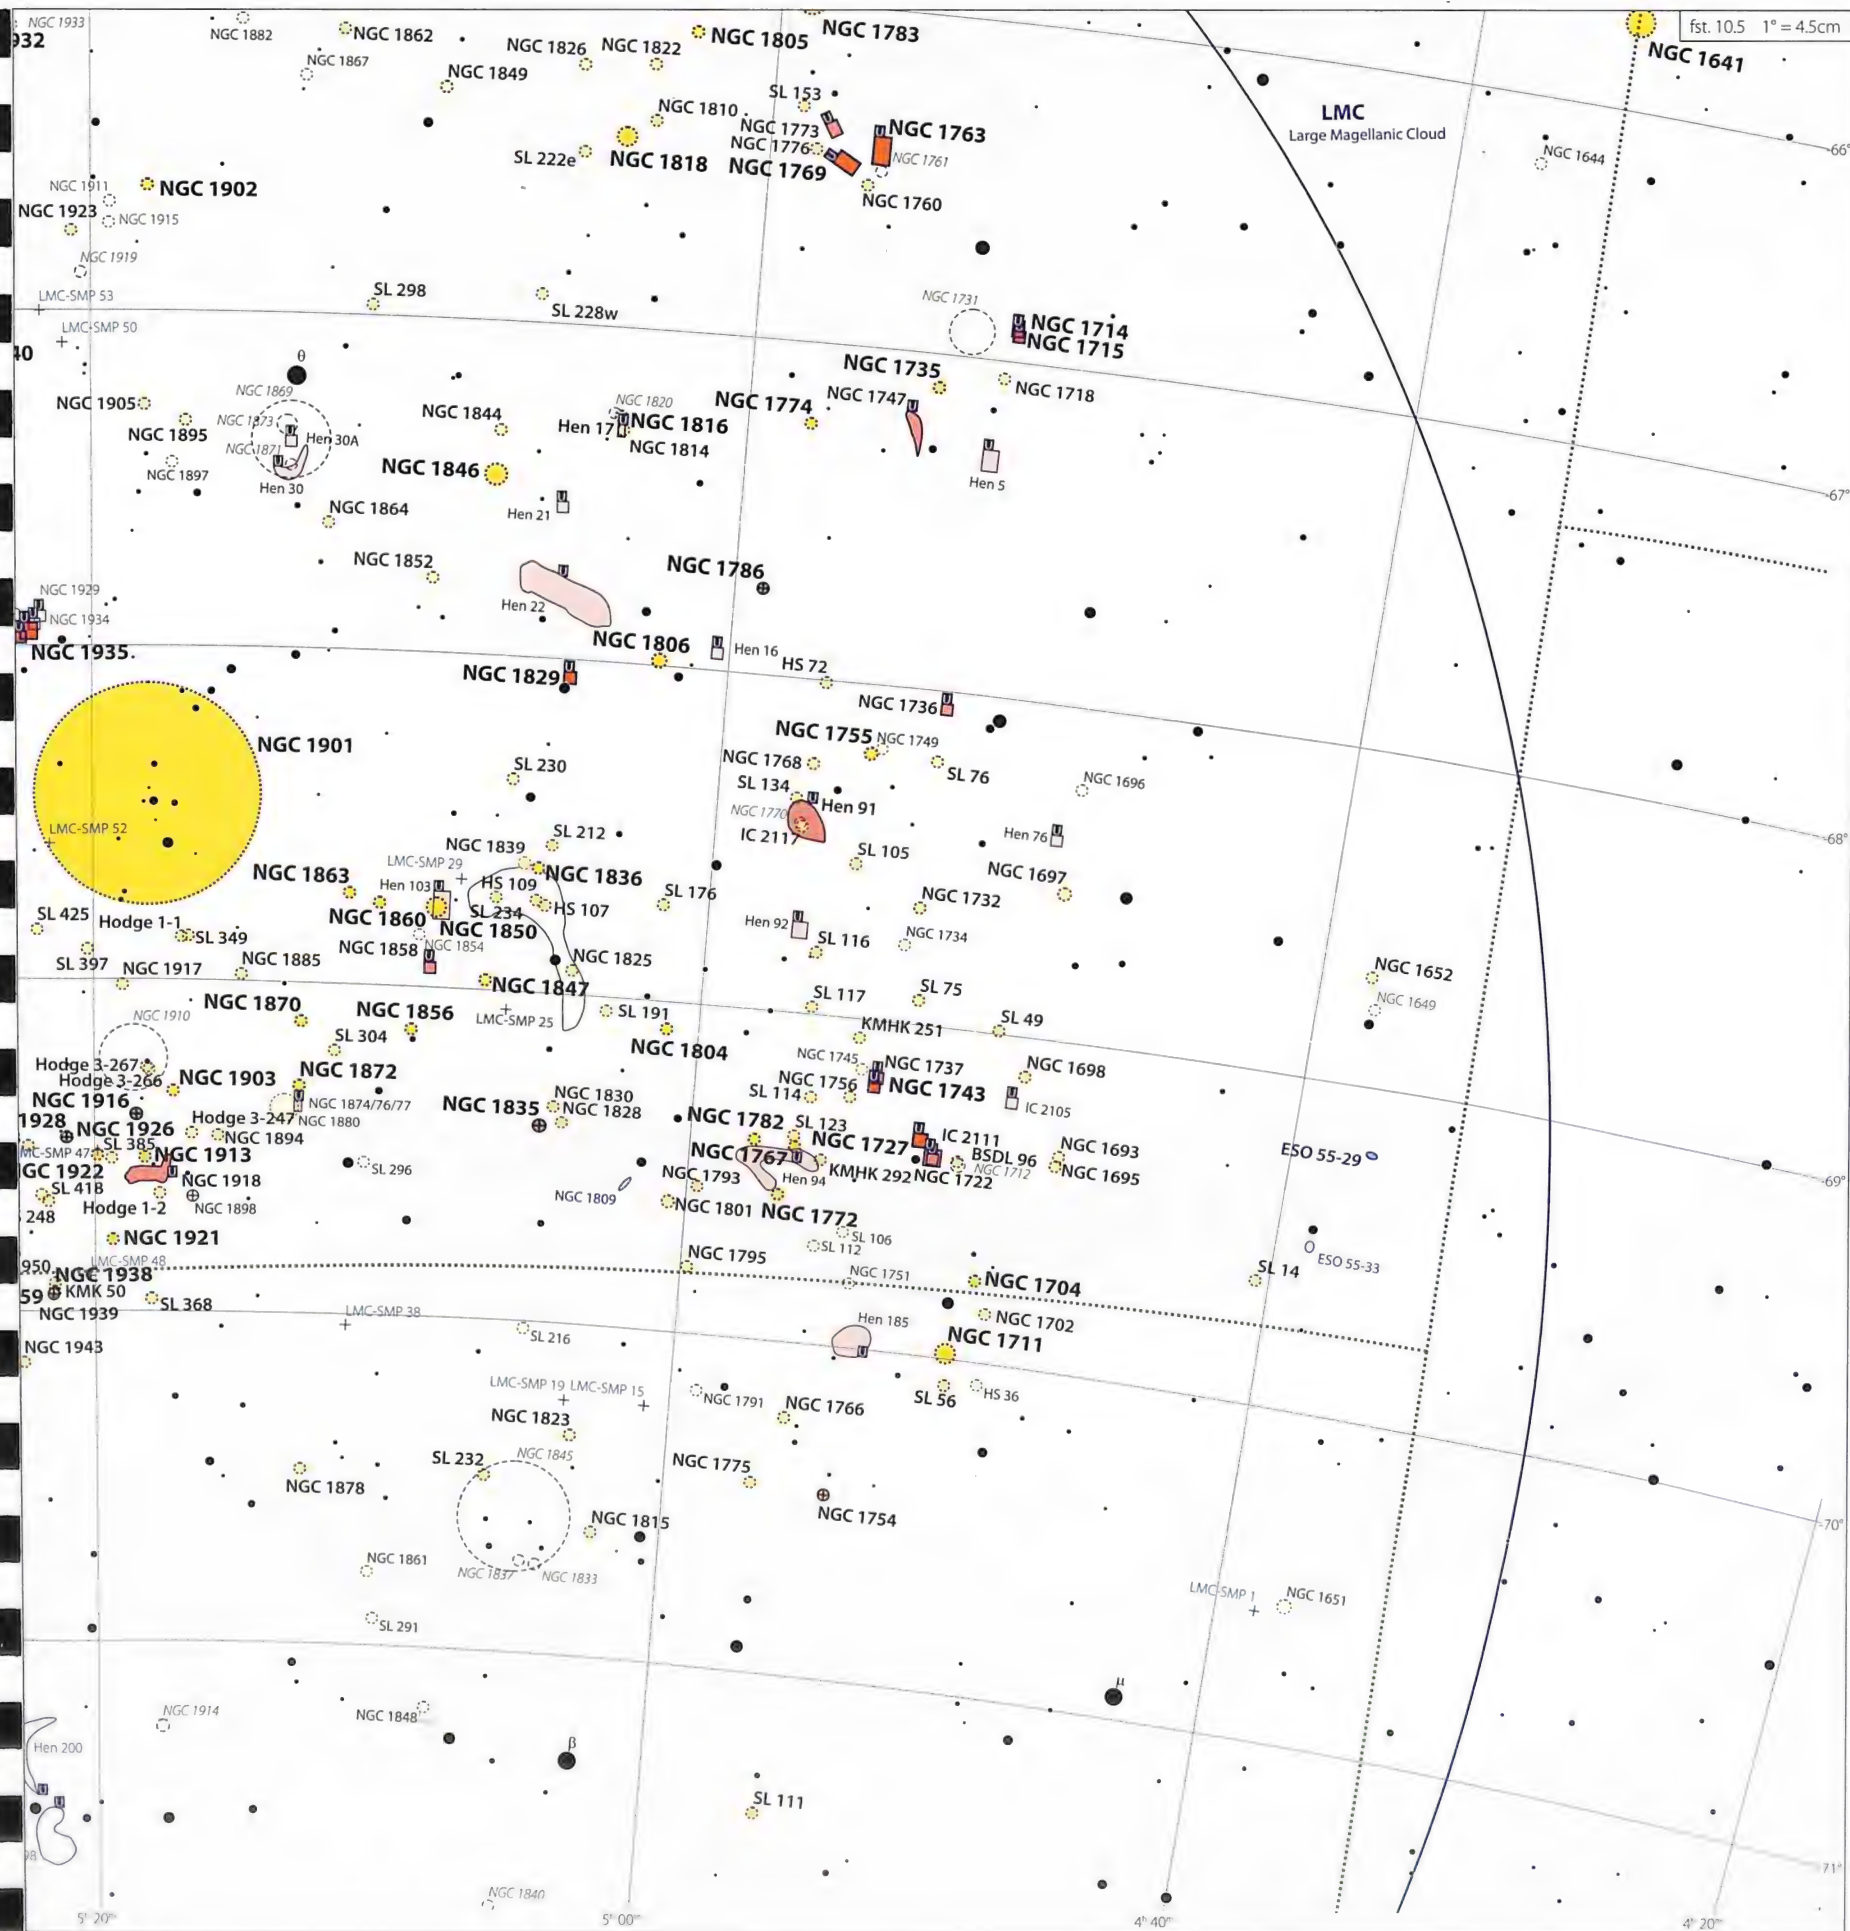 NGC 1933
932
NGC 1882
NGC 1862
NGC 1867
NGC 1849
NGC 1826
NGC 1822
NGC 1805
NGC 1783
fst. 10.5 1° = 4.5cm
NGC 1641
SL 153
NGC 1810
NGC 1773
NGC 1763
NGC 1776
NGC 1761
SL 222e
NGC 1818
NGC 1769
NGC 1760
LMC
Large Magellanic Cloud
NGC 1644
-66°
NGC 1911
NGC 1902
NGC 1923
NGC 1915
NGC 1919
LMC-SMP 53
SL 298
SL 228w
NGC 1731
LMC-SMP 50
NGC 1714
NGC 1715
40
θ
NGC 1735
NGC 1718
NGC 1869
NGC 1905
NGC 1873
NGC 1895
NGC 1871
Hen 30A
NGC 1897
Hen 30
NGC 1844
NGC 1820
Hen 17
NGC 1816
NGC 1814
NGC 1774
NGC 1747
Hen 5
-67°
NGC 1846
Hen 21
NGC 1864
NGC 1852
Hen 22
NGC 1786
NGC 1929
NGC 1934
NGC 1935
NGC 1806
Hen 16
HS 72
NGC 1829
NGC 1736
NGC 1901
NGC 1755
NGC 1749
NGC 1768
SL 76
NGC 1696
SL 230
SL 134
Hen 91
NGC 1770
IC 2117
Hen 76
-68°
LMC-SMP 52
SL 212
NGC 1839
LMC-SMP 29
NGC 1836
SL 105
NGC 1697
NGC 1863
Hen 103
HS 109
SL 176
NGC 1732
NGC 1860
SL 234
HS 107
NGC 1850
Hen 92
NGC 1734
SL 425
Hodge 1-1
SL 349
NGC 1858
NGC 1854
SL 116
SL 397
NGC 1917
NGC 1885
NGC 1825
NGC 1652
NGC 1649
NGC 1870
NGC 1856
NGC 1847
LMC-SMP 25
SL 191
SL 117
SL 75
SL 49
NGC 1910
SL 304
NGC 1804
KMHK 251
Hodge 3-267
Hodge 3-266
NGC 1903
NGC 1872
NGC 1745
NGC 1737
NGC 1698
NGC 1756
NGC 1743
SL 114
IC 2105
NGC 1916
NGC 1874/76/77
NGC 1835
NGC 1830
NGC 1828
1928
NGC 1926
Hodge 3-247
NGC 1880
NGC 1894
NGC 1782
SL 123
NGC 1727
IC 2111
NGC 1693
ESO 55-29
MC-SMP 47
SL 385
NGC 1913
SL 296
NGC 1767
KMHK 292
BSDL 96
NGC 1712
NGC 1722
NGC 1695
-69°
GC 1922
SL 418
NGC 1918
NGC 1809
NGC 1793
Hen 94
248
Hodge 1-2
NGC 1898
NGC 1801
NGC 1772
NGC 1921
SL 106
SL 112
ESO 55-33
LMC-SMP 48
950
NGC 1938
NGC 1795
NGC 1751
NGC 1704
SL 14
59
KMK 50
SL 368
NGC 1939
LMC-SMP 38
SL 216
Hen 185
NGC 1702
NGC 1943
NGC 1711
LMC-SMP 19
LMC-SMP 15
NGC 1791
SL 56
HS 36
NGC 1823
NGC 1766
SL 232
NGC 1845
NGC 1775
NGC 1878
NGC 1754
NGC 1815
-70°
NGC 1861
NGC 1837
NGC 1833
LMC-SMP 1
NGC 1651
SL 291
μ
NGC 1914
NGC 1848
β
Hen 200
SL 111
98
-71°
NGC 1840
5ʰ 20ᵐ
5ʰ 00ᵐ
4ʰ 40ᵐ
4ʰ 20ᵐ